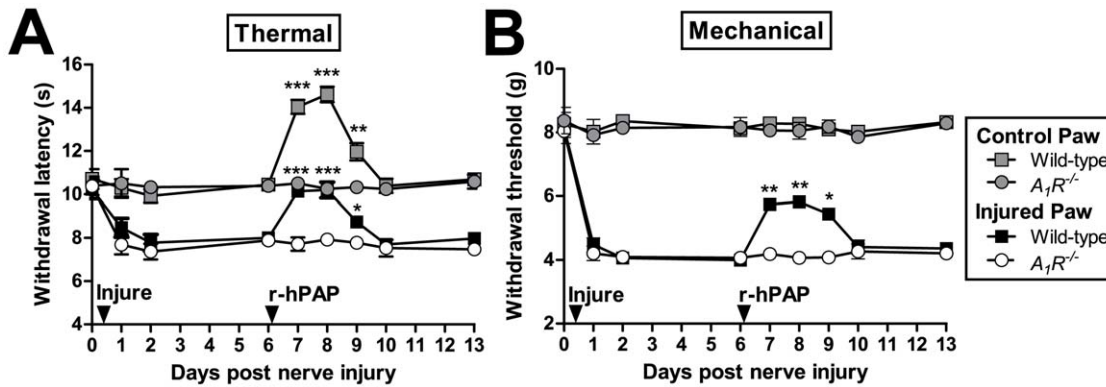 A
Thermal
Withdrawal latency (s)
16
14
12
10
8
6
4
*** ***
**
*** ***
*
Injure
r-hPAP
0 1 2 3 4 5 6 7 8 9 10 11 12 13
Days post nerve injury
B
Mechanical
Withdrawal threshold (g)
10
8
6
4
2
** **
*
Injure
r-hPAP
0 1 2 3 4 5 6 7 8 9 10 11 12 13
Days post nerve injury
Control Paw
Wild-type
A₁R⁻/⁻
Injured Paw
Wild-type
A₁R⁻/⁻